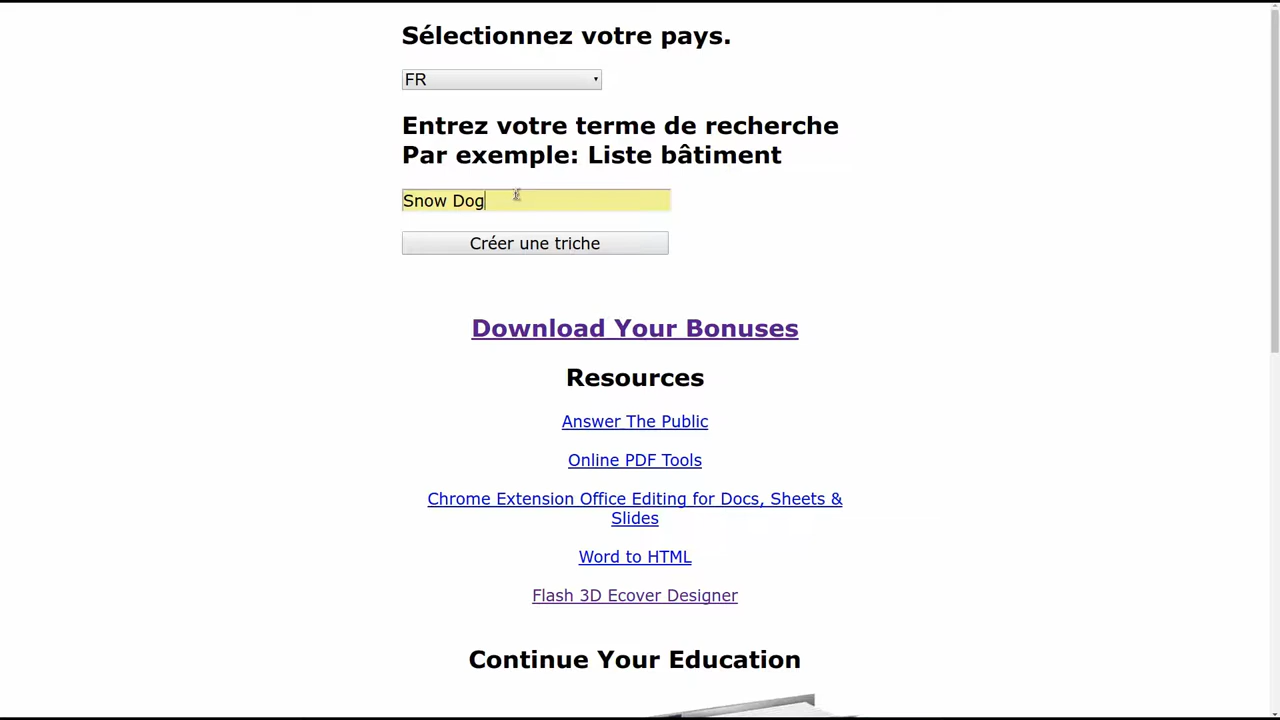 Sélectionnez votre pays.
FR
Entrez votre terme de recherche
Par exemple: Liste bâtiment
Snow Dog
Créer une triche
Download Your Bonuses
Resources
Answer The Public
Online PDF Tools
Chrome Extension Office Editing for Docs, Sheets &
Slides
Word to HTML
Flash 3D Ecover Designer
Continue Your Education